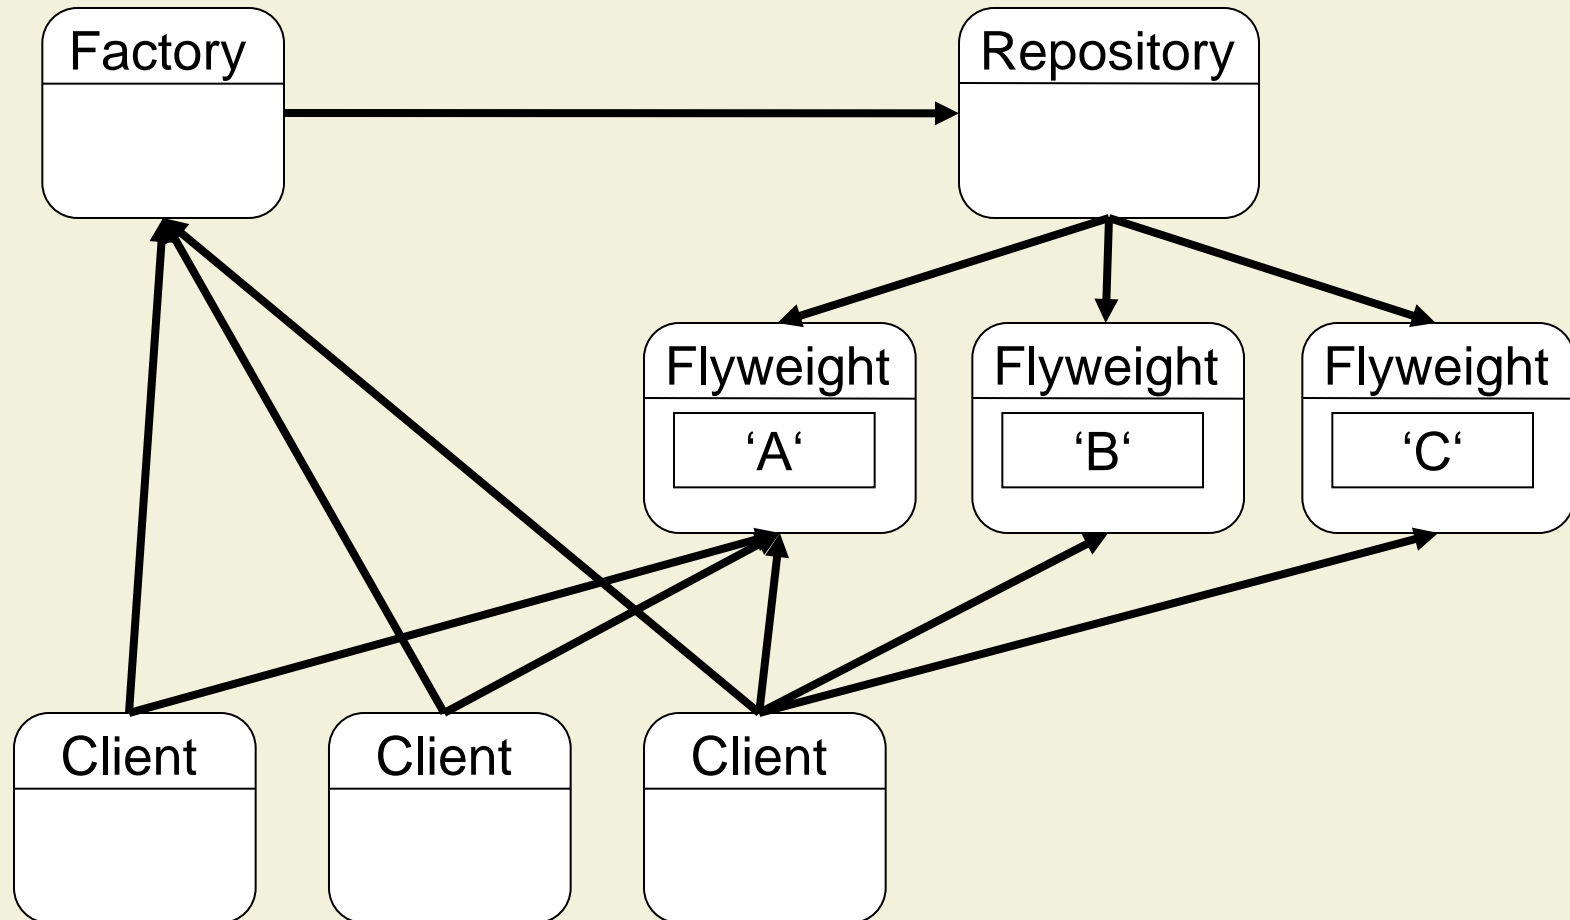 Factory
Repository
Flyweight
Flyweight
Flyweight
‘A‘
‘B‘
‘C‘
Client
Client
Client